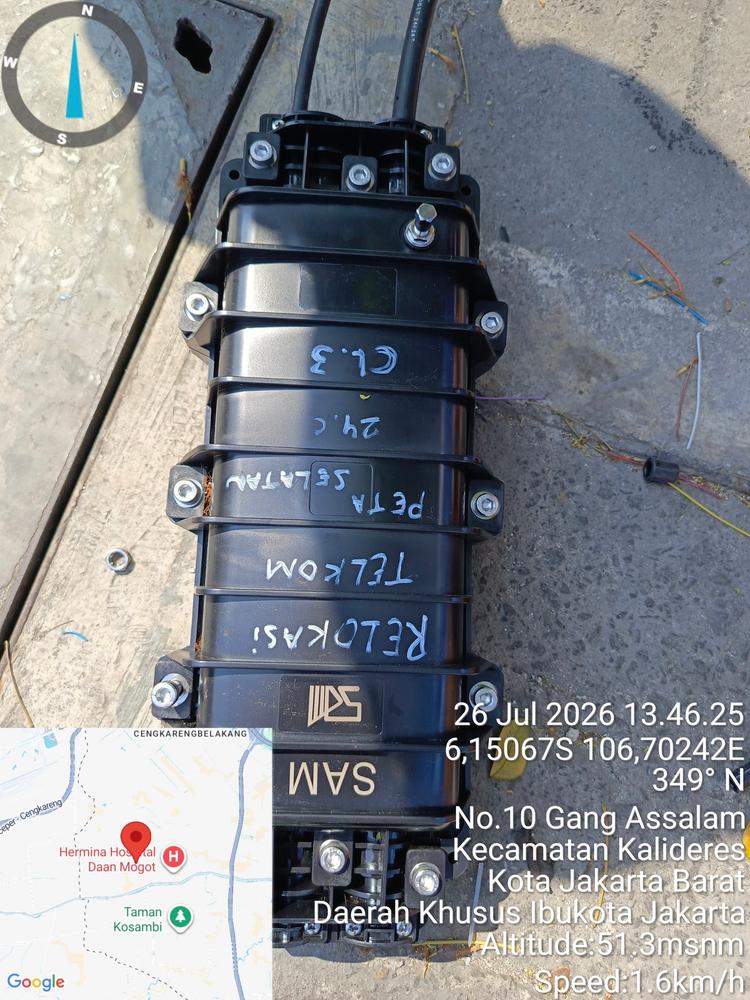 N
W
E
S
SAM
RELOKASi
TELKOM
PETA
SELATAN
24.C
CL.3
26 Jul 2026 13.46.25
6,15067S 106,70242E
349° N
No.10 Gang Assalam
Kecamatan Kalideres
Kota Jakarta Barat
Daerah Khusus Ibukota Jakarta
Altitude:51.3msnm
Speed:1.6km/h
CENGKARENGBELAKANG
Ceper - Cengkareng
Hermina Hospital
Daan Mogot
H
Taman
Kosambi
Google